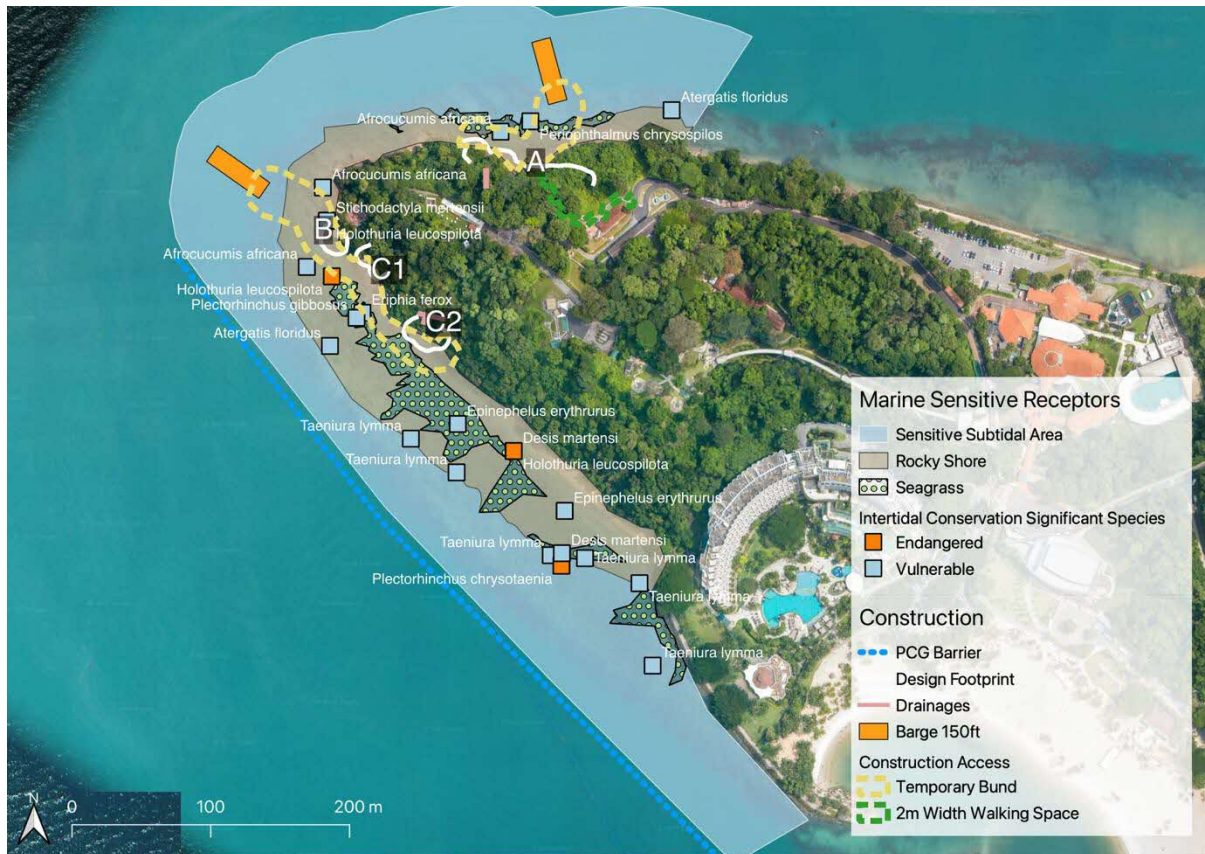 Atergatis floridus
Afrocucumis africana
Periophthalmus chrysospilos
A
Afrocucumis africana
Stichodactyla mertensii
B
Holothuria leucospilota
Afrocucumis africana
C1
Holothuria leucospilota
Plectorhinchus gibbosus
Eriphia ferox
C2
Atergatis floridus
Epinephelus erythrurus
Taeniura lymma
Desis martensi
Taeniura lymma
Holothuria leucospilota
Epinephelus erythrurus
Taeniura lymma
Desis martensi
Taeniura lymma
Plectorhinchus chrysotaenia
Taeniura lymma
Taeniura lymma
Marine Sensitive Receptors
Sensitive Subtidal Area
Rocky Shore
Seagrass
Intertidal Conservation Significant Species
Endangered
Vulnerable
Construction
PCG Barrier
Design Footprint
Drainages
Barge 150ft
Construction Access
Temporary Bund
2m Width Walking Space
N
0 100 200 m